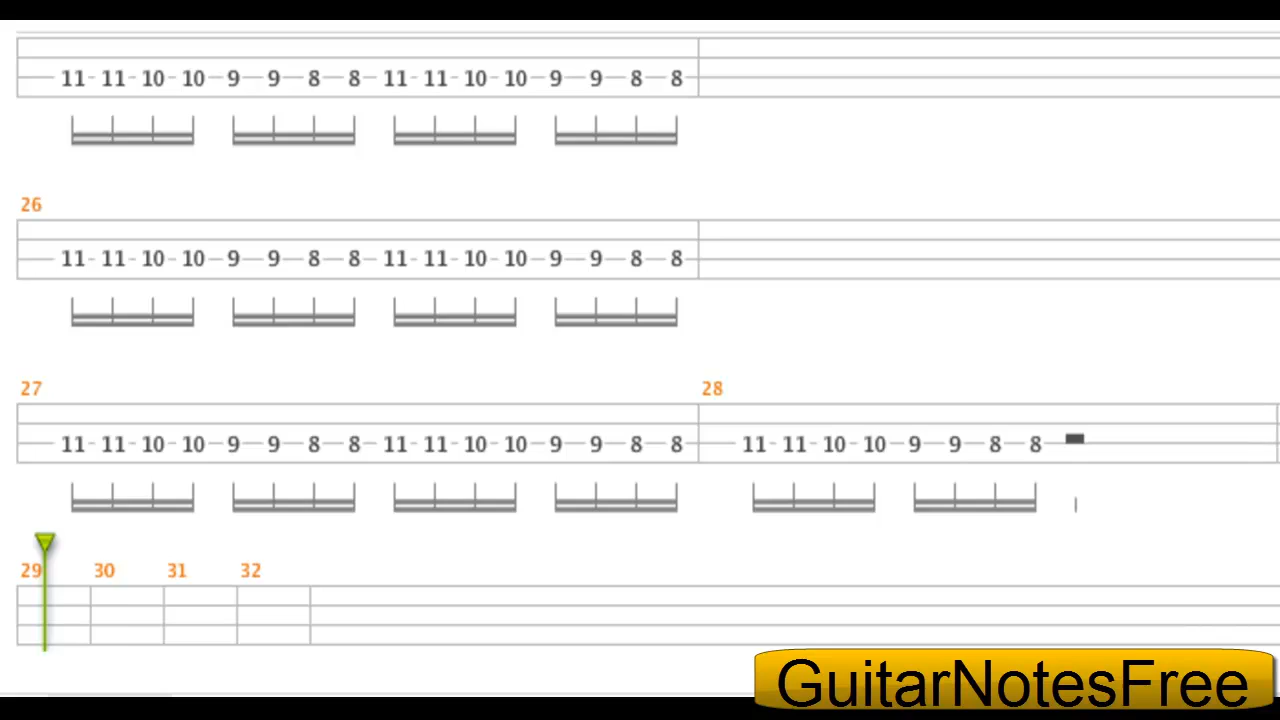 11 11 10 10 9 9 8 8 11 11 10 10 9 9 8 8
26
11 11 10 10 9 9 8 8 11 11 10 10 9 9 8 8
27 28
11 11 10 10 9 9 8 8 11 11 10 10 9 9 8 8 11 11 10 10 9 9 8 8
29 30 31 32
GuitarNotesFree